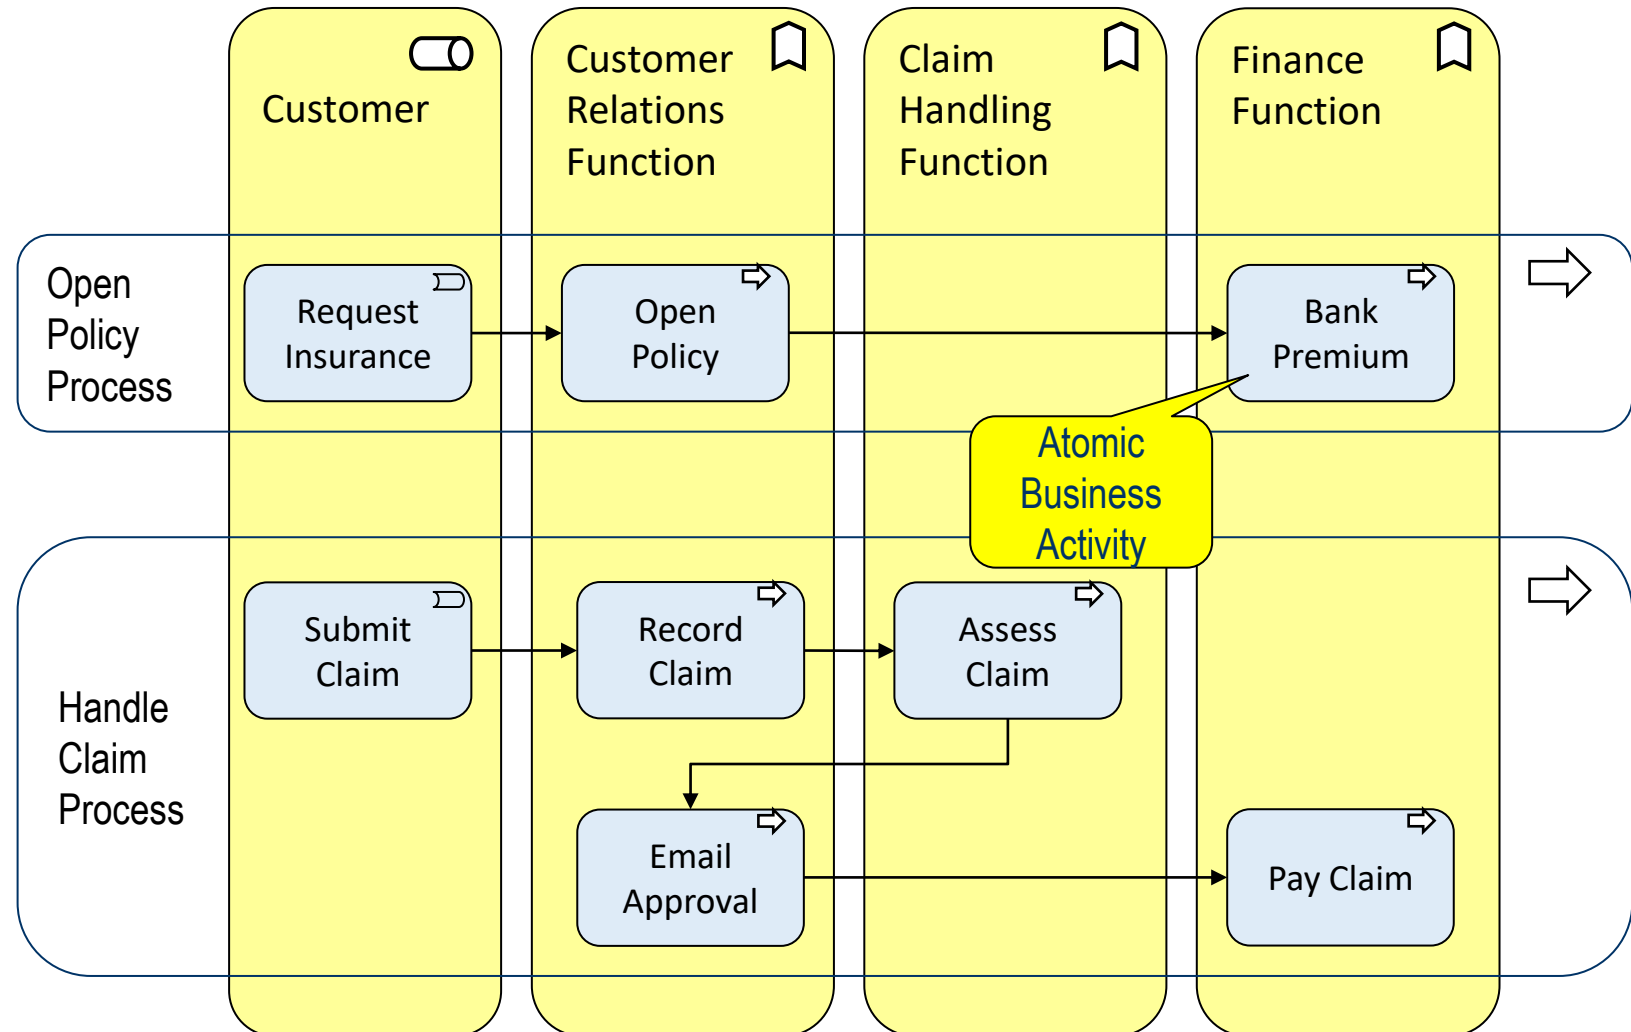 Customer
Customer
Relations
Function
Claim
Handling
Function
Finance
Function
Open
Policy
Process
Request
Insurance
Open
Policy
Bank
Premium
Atomic
Business
Activity
Handle
Claim
Process
Submit
Claim
Record
Claim
Assess
Claim
Email
Approval
Pay Claim